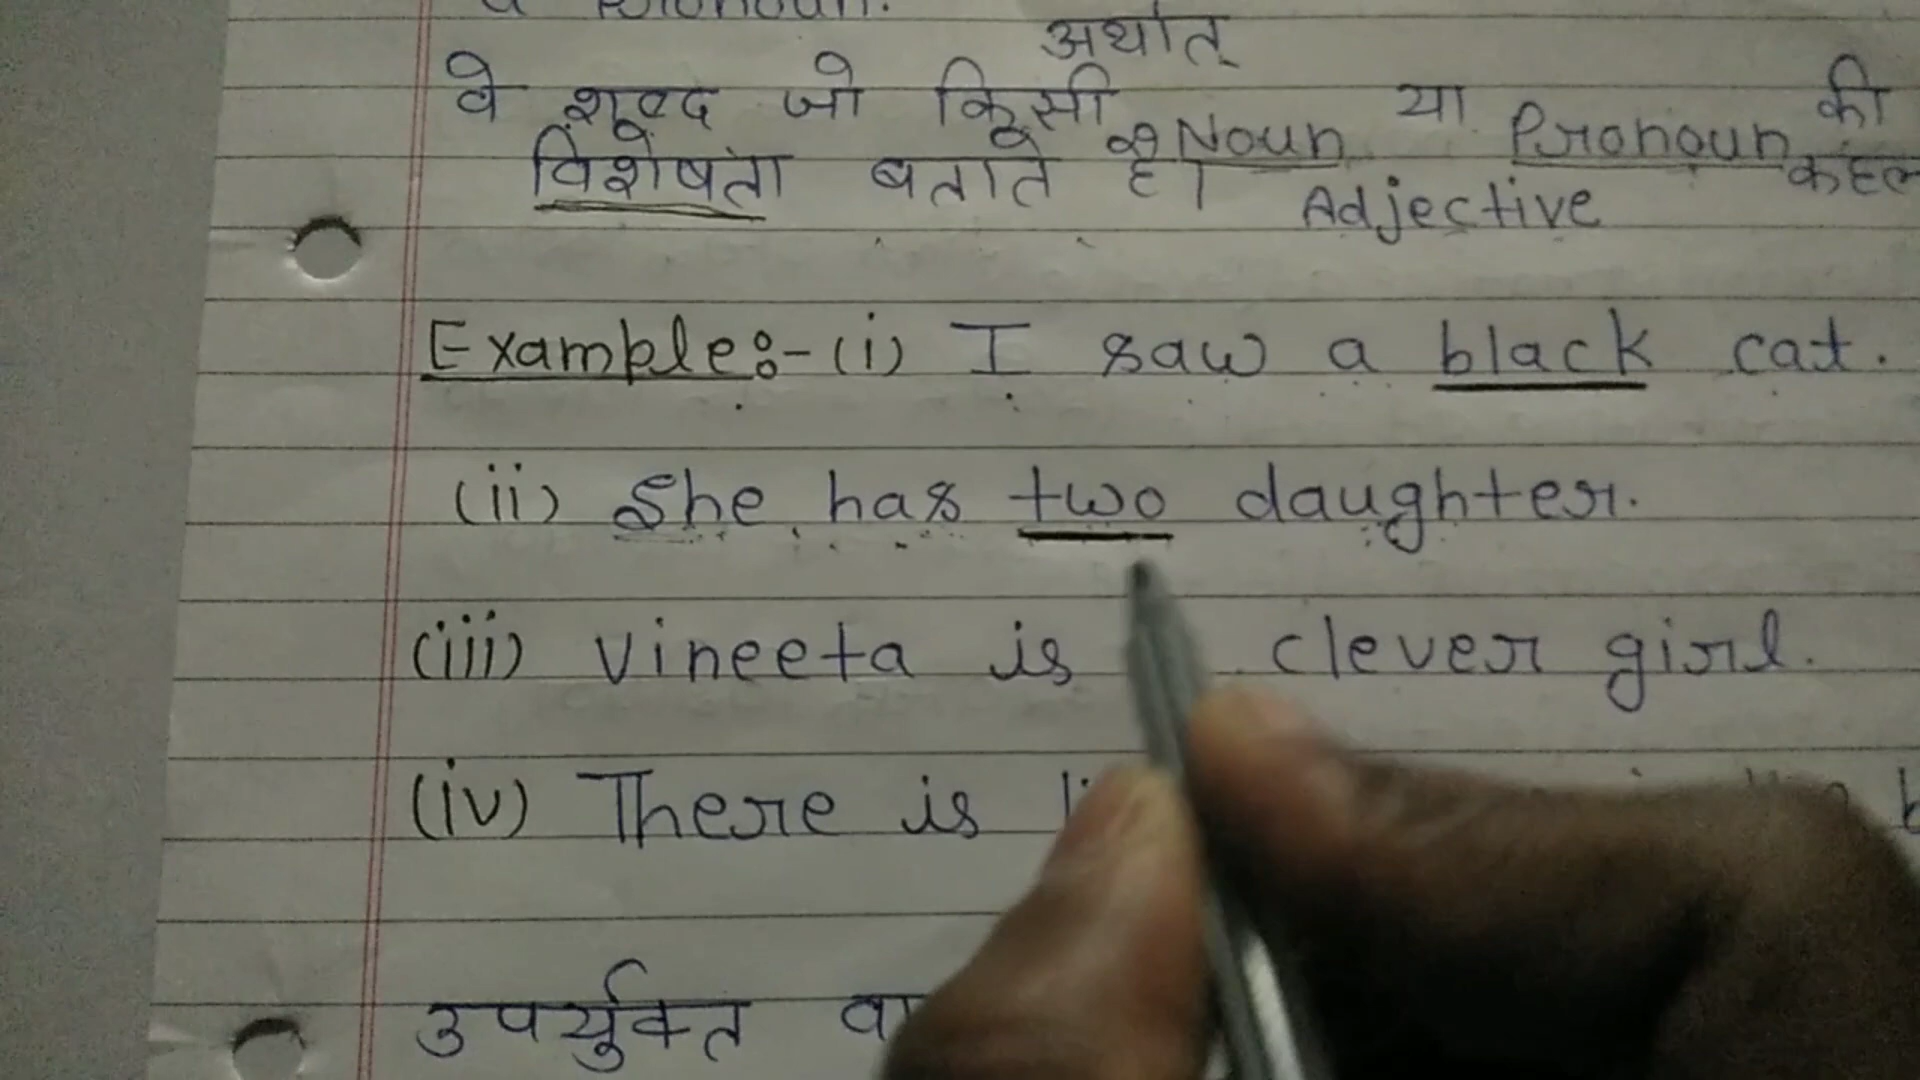 a Pronoun.
अर्थात्
वे शब्द जो किसी Noun या Pronoun की
विशेषता बताते है। Adjective
Example:-(i) I saw a black cat.
(ii) She has two daughter.
(iii) Vineeta is clever girl.
(iv) There is
उपर्युक्त